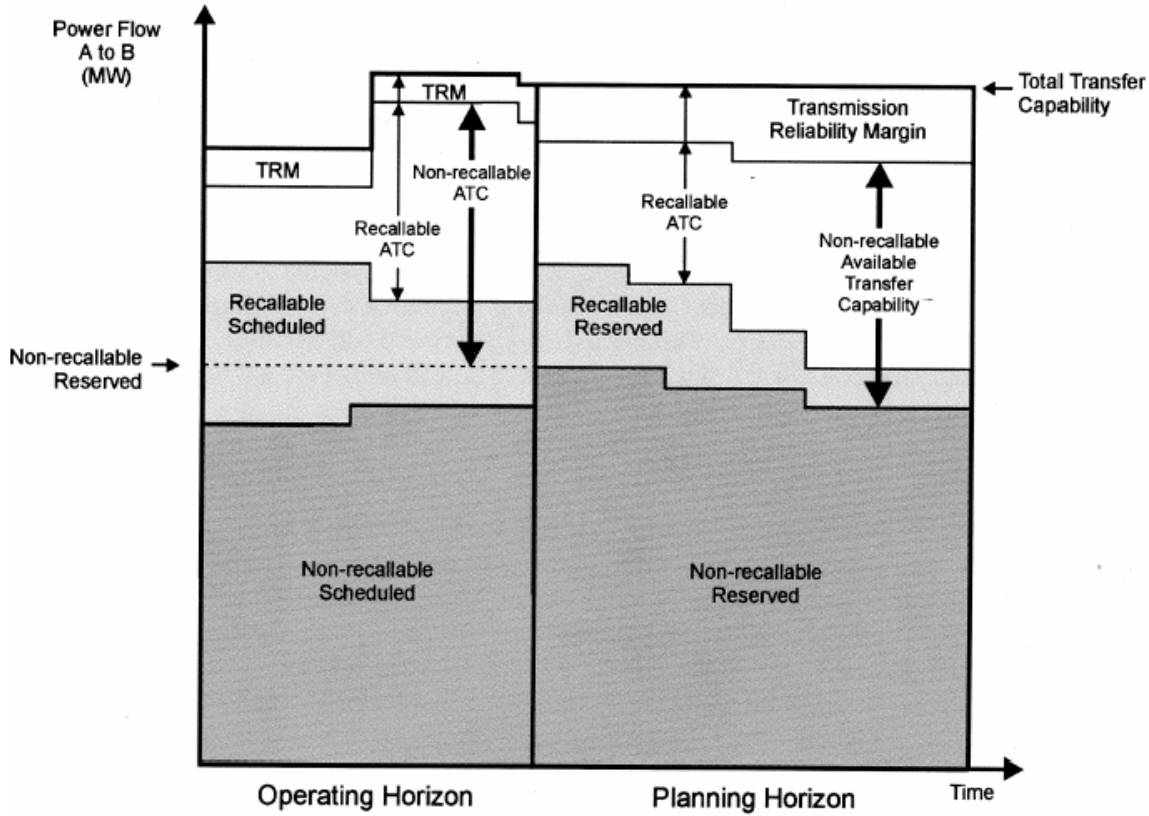 Power Flow
A to B
(MW)
TRM
TRM
Non-recallable
ATC
Recallable
ATC
Recallable
Scheduled
Non-recallable
Reserved
Non-recallable
Scheduled
Total Transfer
Capability
Transmission
Reliability Margin
Recallable
ATC
Non-recallable
Available
Transfer
Capability
Recallable
Reserved
Non-recallable
Reserved
Operating Horizon
Planning Horizon
Time